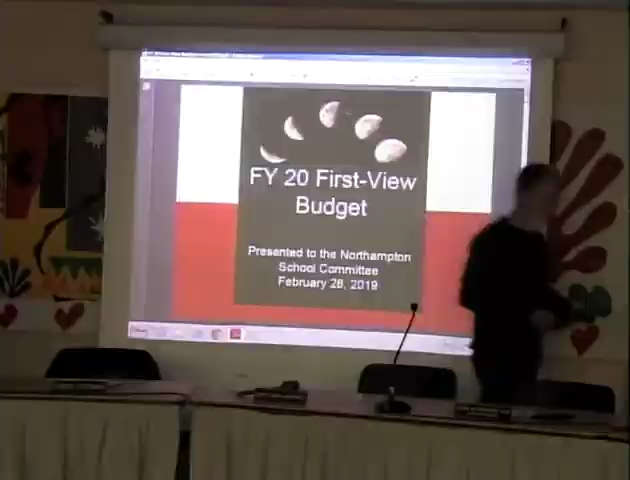 FY 20 First-View
Budget
Presented to the Northampton
School Committee
February 28, 2019